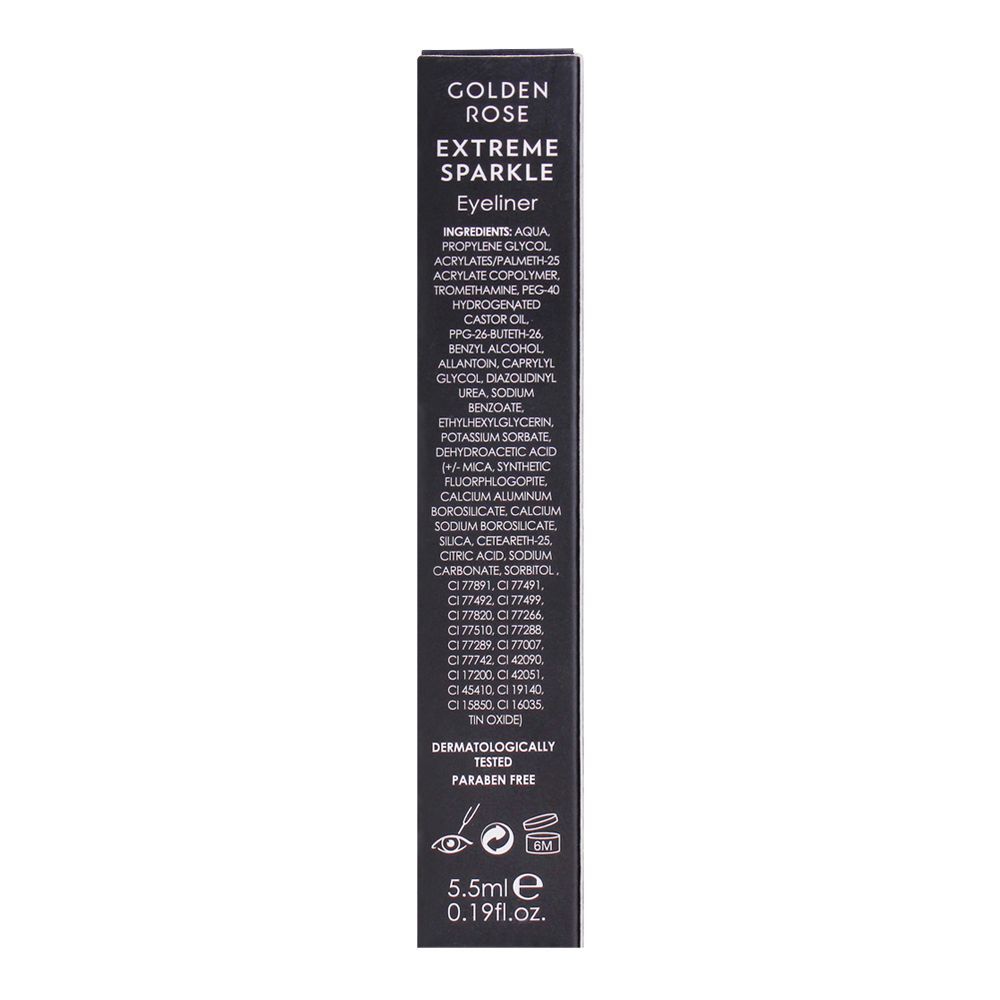 GOLDEN
ROSE
EXTREME
SPARKLE
Eyeliner
INGREDIENTS: AQUA,
PROPYLENE GLYCOL,
ACRYLATES/PALMETH-25
ACRYLATE COPOLYMER,
TROMETHAMINE, PEG-40
HYDROGENATED
CASTOR OIL,
PPG-26-BUTETH-26,
BENZYL ALCOHOL,
ALLANTOIN, CAPRYLYL
GLYCOL, DIAZOLIDINYL
UREA, SODIUM
BENZOATE,
ETHYLHEXYLGLYCERIN,
POTASSIUM SORBATE,
DEHYDROACETIC ACID
(+/- MICA, SYNTHETIC
FLUORPHLOGOPITE,
CALCIUM ALUMINUM
BOROSILICATE, CALCIUM
SODIUM BOROSILICATE,
SILICA, CETEARETH-25,
CITRIC ACID, SODIUM
CARBONATE, SORBITOL ,
CI 77891, CI 77491,
CI 77492, CI 77499,
CI 77820, CI 77266,
CI 77510, CI 77288,
CI 77289, CI 77007,
CI 77742, CI 42090,
CI 17200, CI 42051,
CI 45410, CI 19140,
CI 15850, CI 16035,
TIN OXIDE)
DERMATOLOGICALLY
TESTED
PARABEN FREE
6M
5.5ml e
0.19fl.oz.